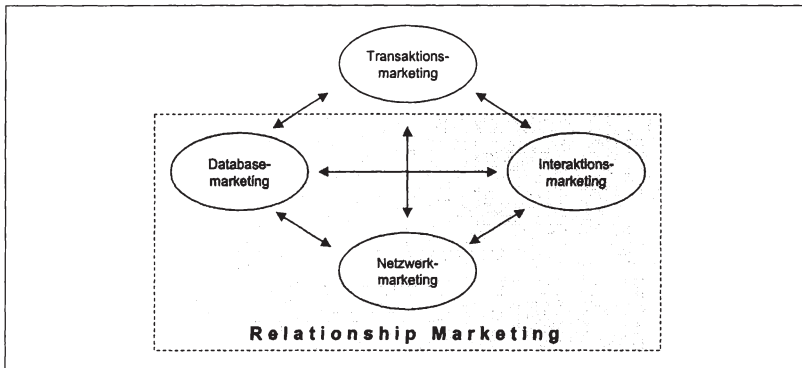 Transaktions-
marketing
Database-
marketing
Interaktions-
marketing
Netzwerk-
marketing
Relationship Marketing